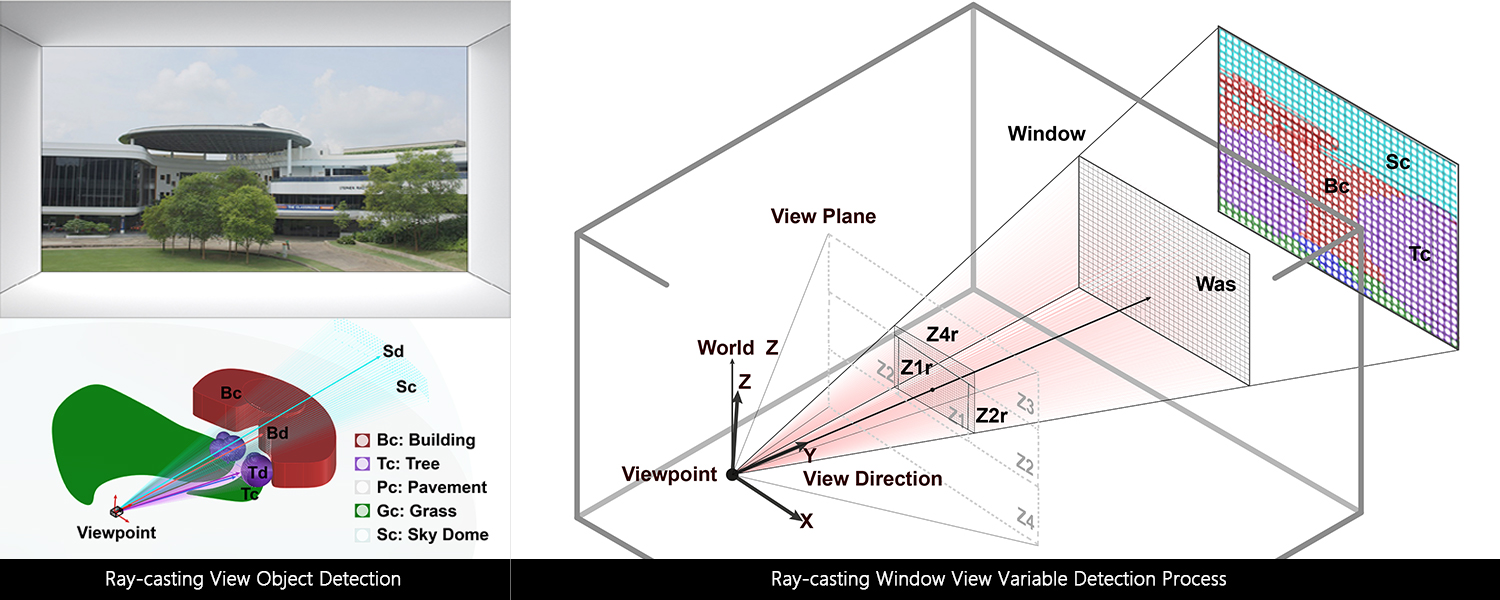 STEPHEN
Sd
Sc
Bc
Bd
Td
Tc
Viewpoint
Bc: Building
Tc: Tree
Pc: Pavement
Gc: Grass
Sc: Sky Dome
Ray-casting View Object Detection
Window
Sc
Bc
Tc
View Plane
Was
Z4r
World Z
Z1r
Z2
Z
Z3
Z1
Z2r
Y
Viewpoint
View Direction
Z2
X
Z4
Ray-casting Window View Variable Detection Process